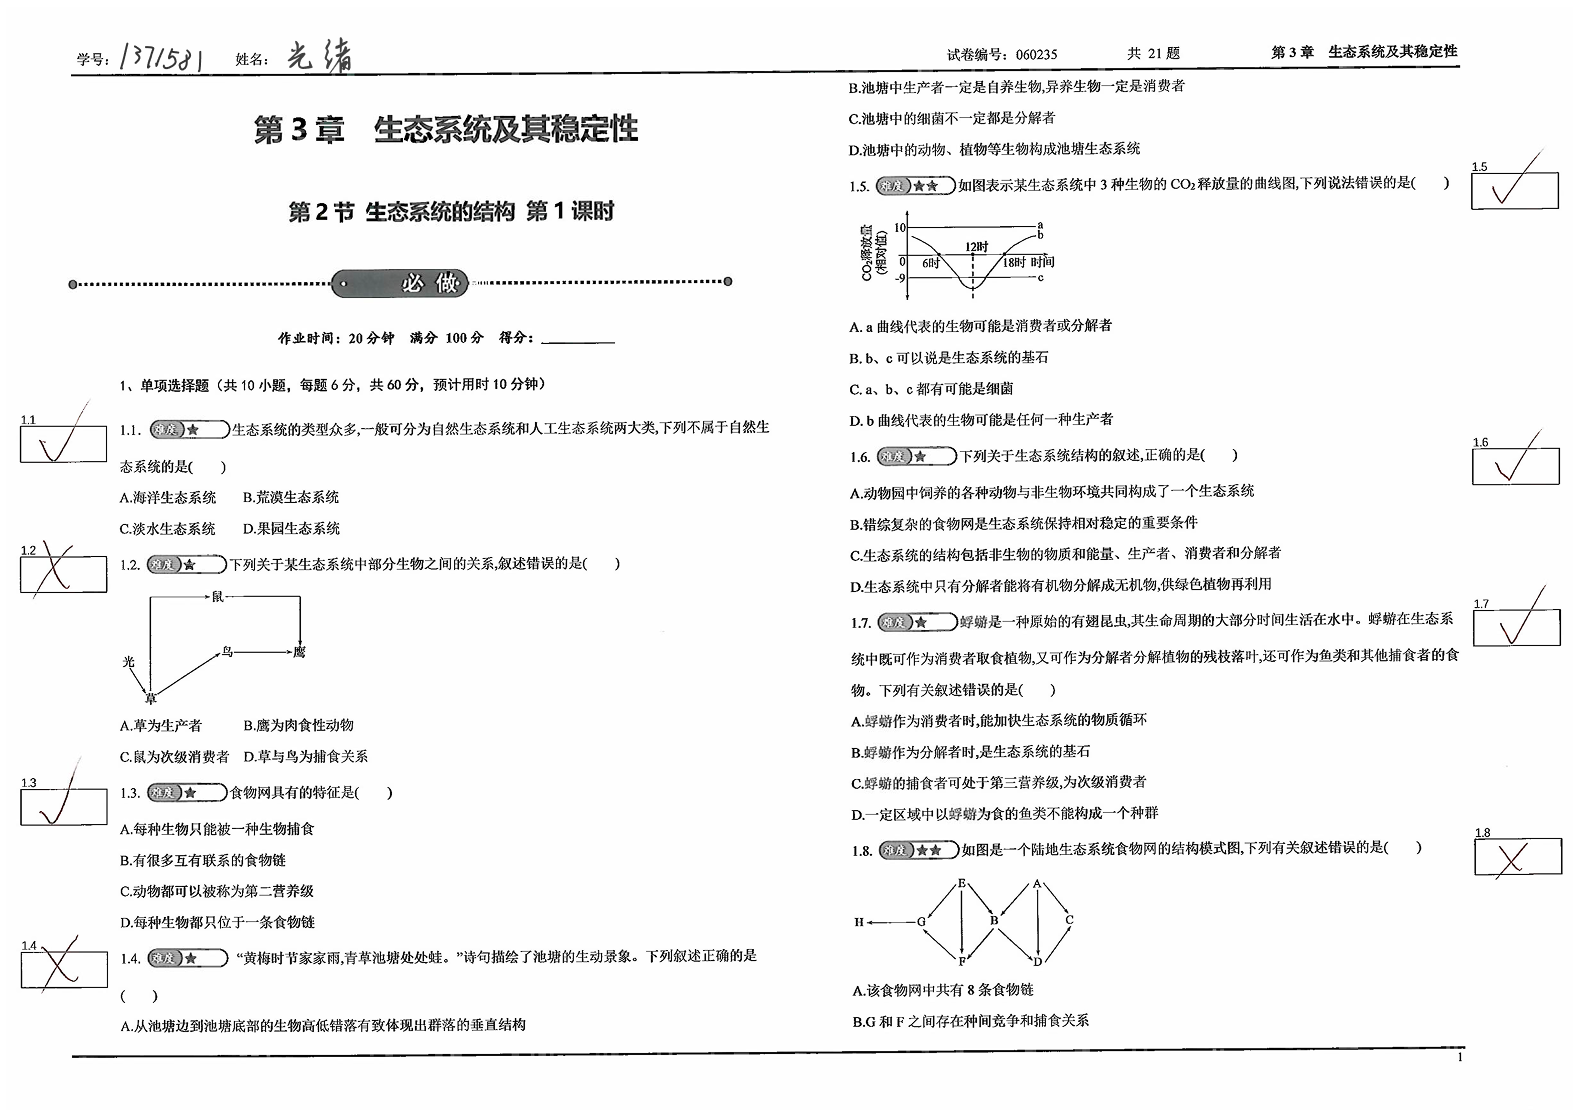 学号: 1371581 姓名: 光绪
试卷编号: 060235 共 21 题 第 3 章 生态系统及其稳定性
第 3 章 生态系统及其稳定性
第 2 节 生态系统的结构 第 1 课时
必 做
作业时间: 20 分钟 满分 100 分 得分:
1、单项选择题（共 10 小题，每题 6 分，共 60 分，预计用时 10 分钟）
1.1
1.1. 难度 ★ 生态系统的类型众多,一般可分为自然生态系统和人工生态系统两大类,下列不属于自然生
态系统的是( )
A.海洋生态系统 B.荒漠生态系统
C.淡水生态系统 D.果园生态系统
1.2
1.2. 难度 ★ 下列关于某生态系统中部分生物之间的关系,叙述错误的是( )
鼠
鸟 鹰
光
草
A.草为生产者 B.鹰为肉食性动物
C.鼠为次级消费者 D.草与鸟为捕食关系
1.3
1.3. 难度 ★ 食物网具有的特征是( )
A.每种生物只能被一种生物捕食
B.有很多互有联系的食物链
C.动物都可以被称为第二营养级
D.每种生物都只位于一条食物链
1.4
1.4. 难度 ★ “黄梅时节家家雨,青草池塘处处蛙。”诗句描绘了池塘的生动景象。下列叙述正确的是
( )
A.从池塘边到池塘底部的生物高低错落有致体现出群落的垂直结构
B.池塘中生产者一定是自养生物,异养生物一定是消费者
C.池塘中的细菌不一定都是分解者
D.池塘中的动物、植物等生物构成池塘生态系统
1.5
1.5. 难度 ★★ 如图表示某生态系统中 3 种生物的 CO₂释放量的曲线图,下列说法错误的是( )
CO₂释放量
(相对值)
10 a
b
12时
0 6时 18时 时间
-9 c
A. a 曲线代表的生物可能是消费者或分解者
B. b、c 可以说是生态系统的基石
C. a、b、c 都有可能是细菌
D. b 曲线代表的生物可能是任何一种生产者
1.6
1.6. 难度 ★ 下列关于生态系统结构的叙述,正确的是( )
A.动物园中饲养的各种动物与非生物环境共同构成了一个生态系统
B.错综复杂的食物网是生态系统保持相对稳定的重要条件
C.生态系统的结构包括非生物的物质和能量、生产者、消费者和分解者
D.生态系统中只有分解者能将有机物分解成无机物,供绿色植物再利用
1.7
1.7. 难度 ★ 蜉蝣是一种原始的有翅昆虫,其生命周期的大部分时间生活在水中。蜉蝣在生态系
统中既可作为消费者取食植物,又可作为分解者分解植物的残枝落叶,还可作为鱼类和其他捕食者的食
物。下列有关叙述错误的是( )
A.蜉蝣作为消费者时,能加快生态系统的物质循环
B.蜉蝣作为分解者时,是生态系统的基石
C.蜉蝣的捕食者可处于第三营养级,为次级消费者
D.一定区域中以蜉蝣为食的鱼类不能构成一个种群
1.8
1.8. 难度 ★★ 如图是一个陆地生态系统食物网的结构模式图,下列有关叙述错误的是( )
E A
H G B C
F D
A.该食物网中共有 8 条食物链
B.G 和 F 之间存在种间竞争和捕食关系
1